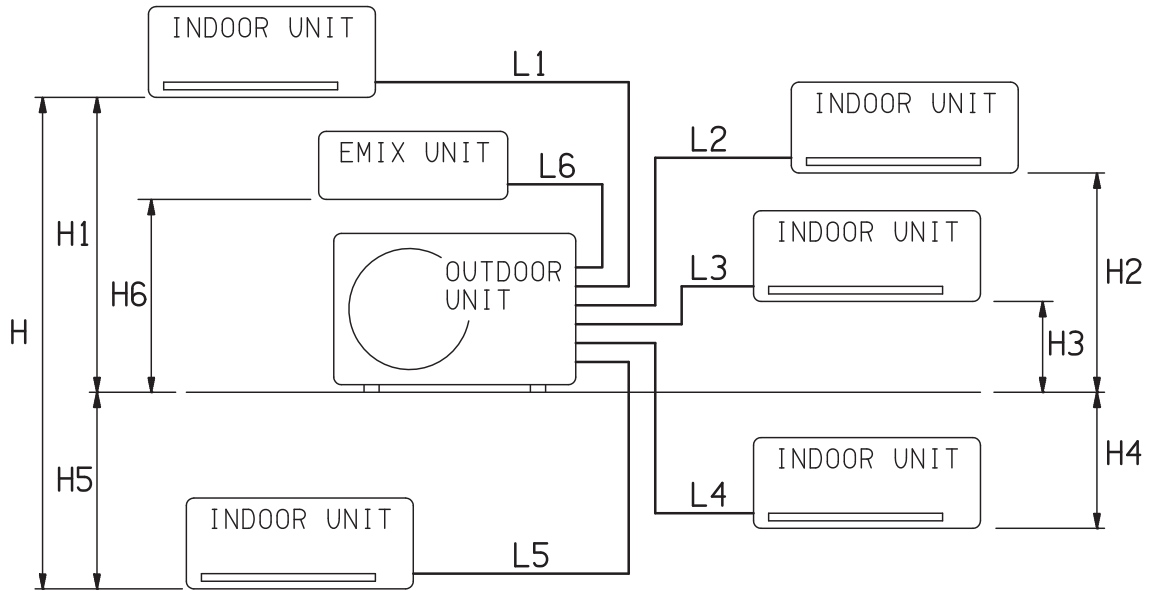 INDOOR UNIT
L1
INDOOR UNIT
EMIX UNIT
L6
L2
H1
H6
INDOOR UNIT
OUTDOOR
UNIT
L3
H2
H
H3
H5
INDOOR UNIT
H4
L4
INDOOR UNIT
L5